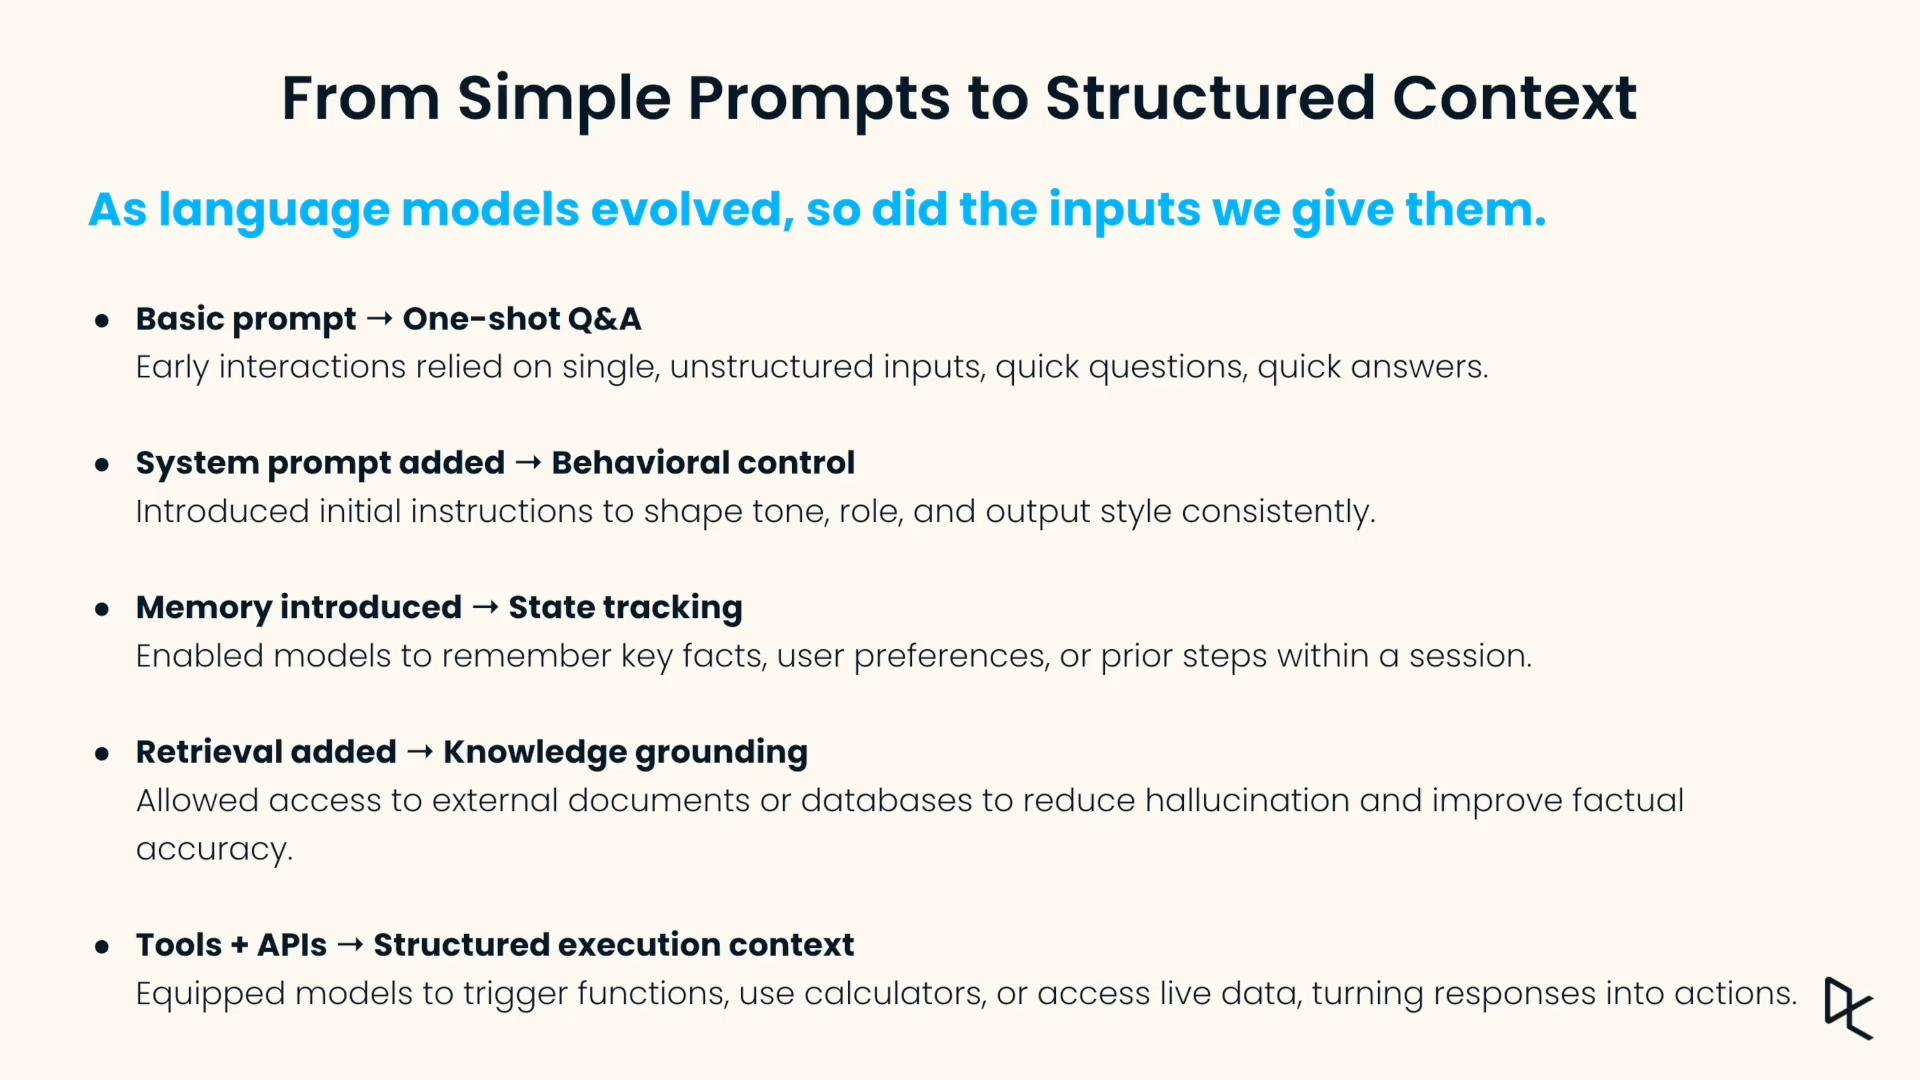 From Simple Prompts to Structured Context
As language models evolved, so did the inputs we give them.
● Basic prompt → One-shot Q&A
Early interactions relied on single, unstructured inputs, quick questions, quick answers.
● System prompt added → Behavioral control
Introduced initial instructions to shape tone, role, and output style consistently.
● Memory introduced → State tracking
Enabled models to remember key facts, user preferences, or prior steps within a session.
● Retrieval added → Knowledge grounding
Allowed access to external documents or databases to reduce hallucination and improve factual
accuracy.
● Tools + APIs → Structured execution context
Equipped models to trigger functions, use calculators, or access live data, turning responses into actions.